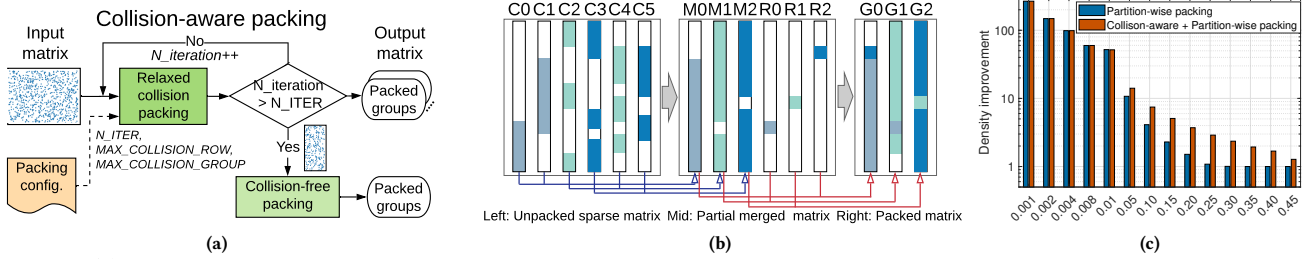 Collision-aware packing
Input
matrix
No
N_iteration++
Output
matrix
Relaxed
collision
packing
N_iteration
> N_ITER
Packed
groups
N_ITER,
MAX_COLLISION_ROW,
MAX_COLLISION_GROUP
Yes
Packing
config.
Collision-free
packing
Packed
groups
(a)
C0 C1 C2 C3 C4 C5
M0 M1 M2 R0 R1 R2
G0 G1 G2
Left: Unpacked sparse matrix Mid: Partial merged matrix Right: Packed matrix
(b)
Partition-wise packing
Collison-aware + Partition-wise packing
Density improvement
100
10
1
0.001 0.002 0.004 0.008 0.01 0.05 0.10 0.15 0.20 0.25 0.30 0.35 0.40 0.45
(c)